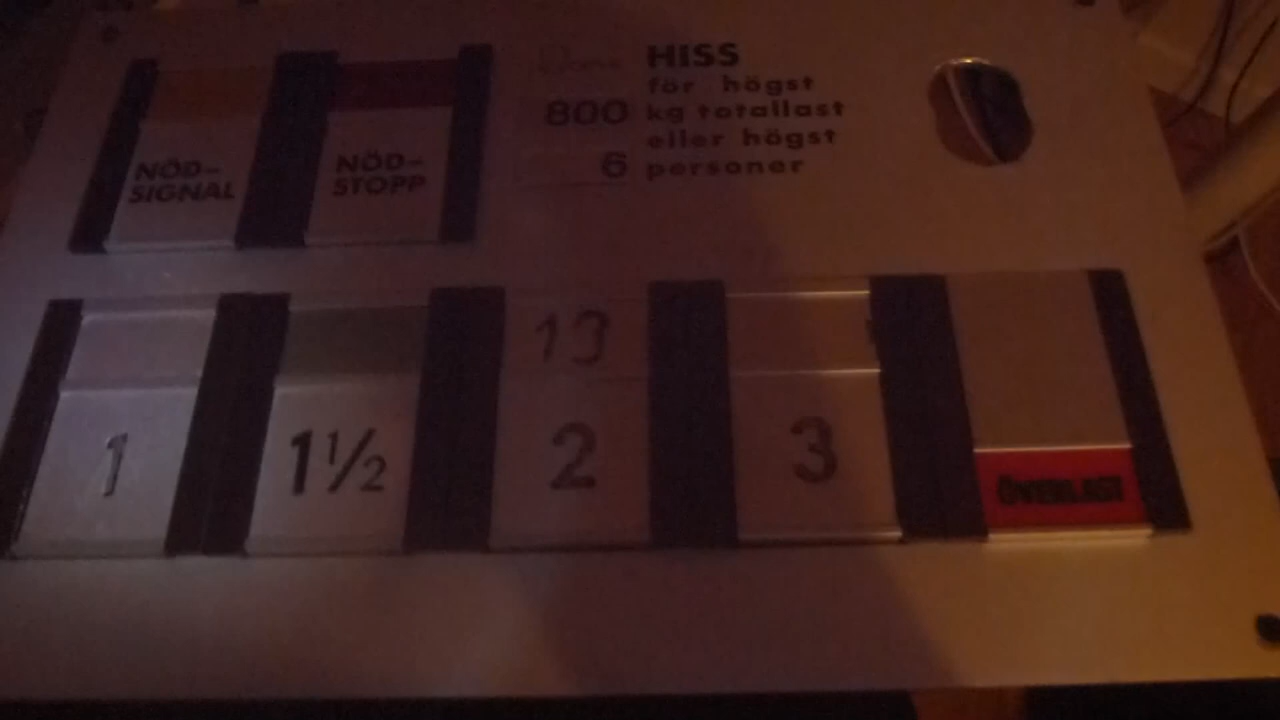 NÖD-
SIGNAL
NÖD-
STOPP
HISS
för högst
800 kg totallast
eller högst
6 personer
13
1
1½
2
3
ÖVERLAST